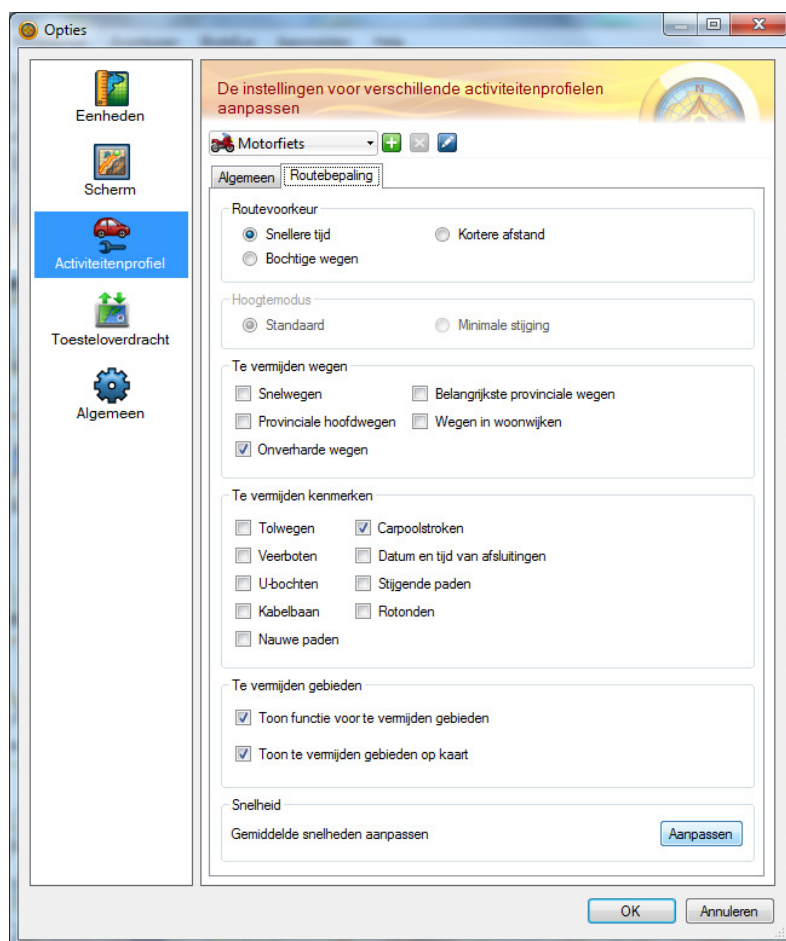 Opties
Eenheden
Scherm
Activiteitenprofiel
Toesteloverdracht
Algemeen
De instellingen voor verschillende activiteitenprofielen
aanpassen
N
Motorfiets
Algemeen Routebepaling
Routevoorkeur
Snellere tijd Kortere afstand
Bochtige wegen
Hoogtemodus
Standaard Minimale stijging
Te vermijden wegen
Snelwegen Belangrijkste provinciale wegen
Provinciale hoofdwegen Wegen in woonwijken
Onverharde wegen
Te vermijden kenmerken
Tolwegen Carpoolstroken
Veerboten Datum en tijd van afsluitingen
U-bochten Stijgende paden
Kabelbaan Rotonden
Nauwe paden
Te vermijden gebieden
Toon functie voor te vermijden gebieden
Toon te vermijden gebieden op kaart
Snelheid
Gemiddelde snelheden aanpassen Aanpassen
OK Annuleren